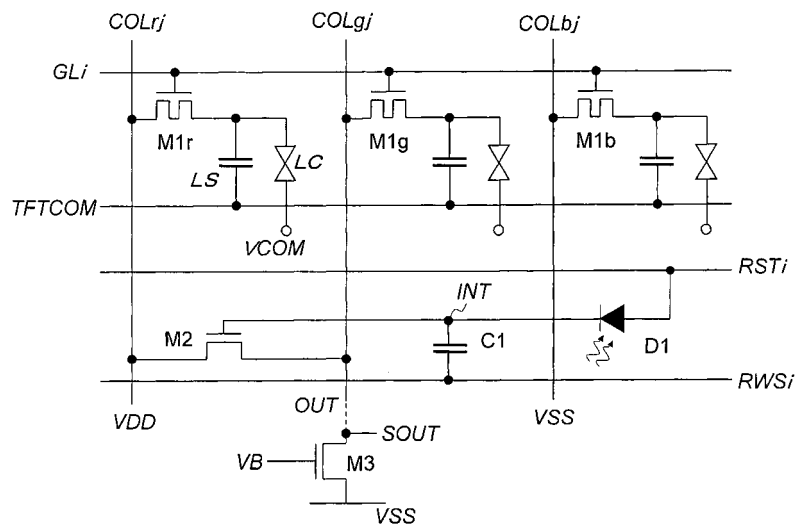 COLrj COLgj COLbj
GLi
M1r M1g M1b
LS LC
TFTCOM
VCOM
RSTi
INT
M2 C1 D1
RWSi
OUT
VDD VSS
SOUT
VB M3
VSS